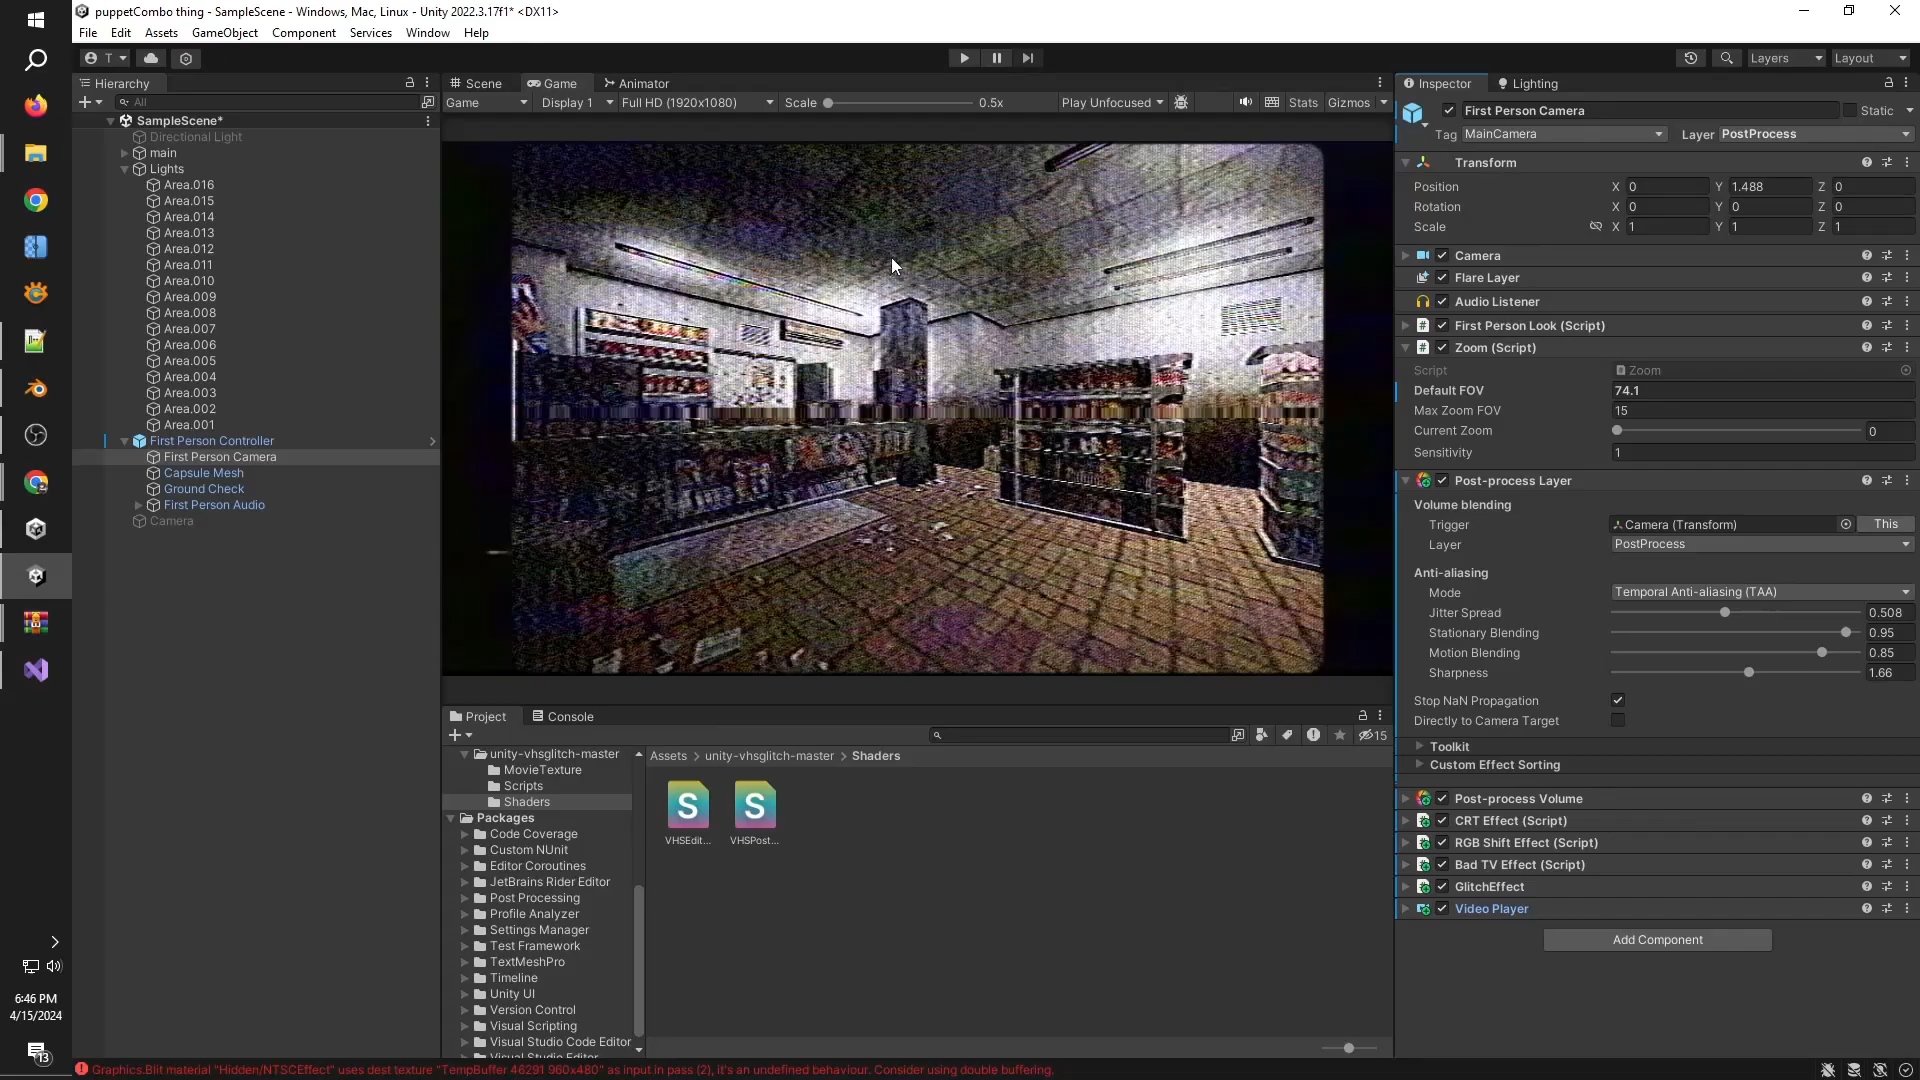 puppetCombo thing - SampleScene - Windows, Mac, Linux - Unity 2022.3.17f1* <DX11>
File Edit Assets GameObject Component Services Window Help
T Layers Layout
Hierarchy
All
SampleScene*
Directional Light
main
Lights
Area.016
Area.015
Area.014
Area.013
Area.012
Area.011
Area.010
Area.009
Area.008
Area.007
Area.006
Area.005
Area.004
Area.003
Area.002
Area.001
First Person Controller
First Person Camera
Capsule Mesh
Ground Check
First Person Audio
Camera
Scene Game Animator
Game Display 1 Full HD (1920x1080) Scale 0.5x Play Unfocused Stats Gizmos
Project Console
15
unity-vhsglitch-master
MovieTexture
Scripts
Shaders
Packages
Code Coverage
Custom NUnit
Editor Coroutines
JetBrains Rider Editor
Post Processing
Profile Analyzer
Settings Manager
Test Framework
TextMeshPro
Timeline
Unity UI
Version Control
Visual Scripting
Visual Studio Code Editor
Visual Studio Editor
Assets > unity-vhsglitch-master > Shaders
VHSEdit... VHSPost...
Inspector Lighting
First Person Camera Static
Tag MainCamera Layer PostProcess
Transform
Position X 0 Y 1.488 Z 0
Rotation X 0 Y 0 Z 0
Scale X 1 Y 1 Z 1
Camera
Flare Layer
Audio Listener
First Person Look (Script)
Zoom (Script)
Script Zoom
Default FOV 74.1
Max Zoom FOV 15
Current Zoom 0
Sensitivity 1
Post-process Layer
Volume blending
Trigger Camera (Transform) This
Layer PostProcess
Anti-aliasing
Mode Temporal Anti-aliasing (TAA)
Jitter Spread 0.508
Stationary Blending 0.95
Motion Blending 0.85
Sharpness 1.66
Stop NaN Propagation
Directly to Camera Target
Toolkit
Custom Effect Sorting
Post-process Volume
CRT Effect (Script)
RGB Shift Effect (Script)
Bad TV Effect (Script)
GlitchEffect
Video Player
Add Component
6:46 PM
4/15/2024
13
Graphics.Blit material "Hidden/NTSCEffect" uses dest texture "TempBuffer 46291 960x480" as input in pass (2), it's an undefined behaviour. Consider using double buffering.